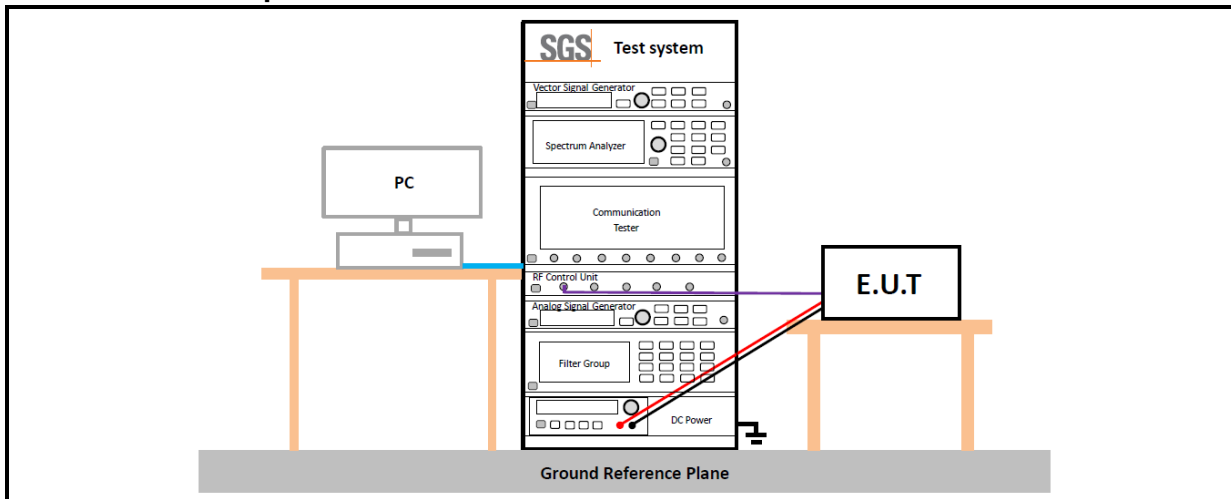 SGS Test system
Vector Signal Generator
Spectrum Analyzer
PC
Communication
Tester
RF Control Unit
E.U.T
Analog Signal Generator
Filter Group
DC Power
Ground Reference Plane